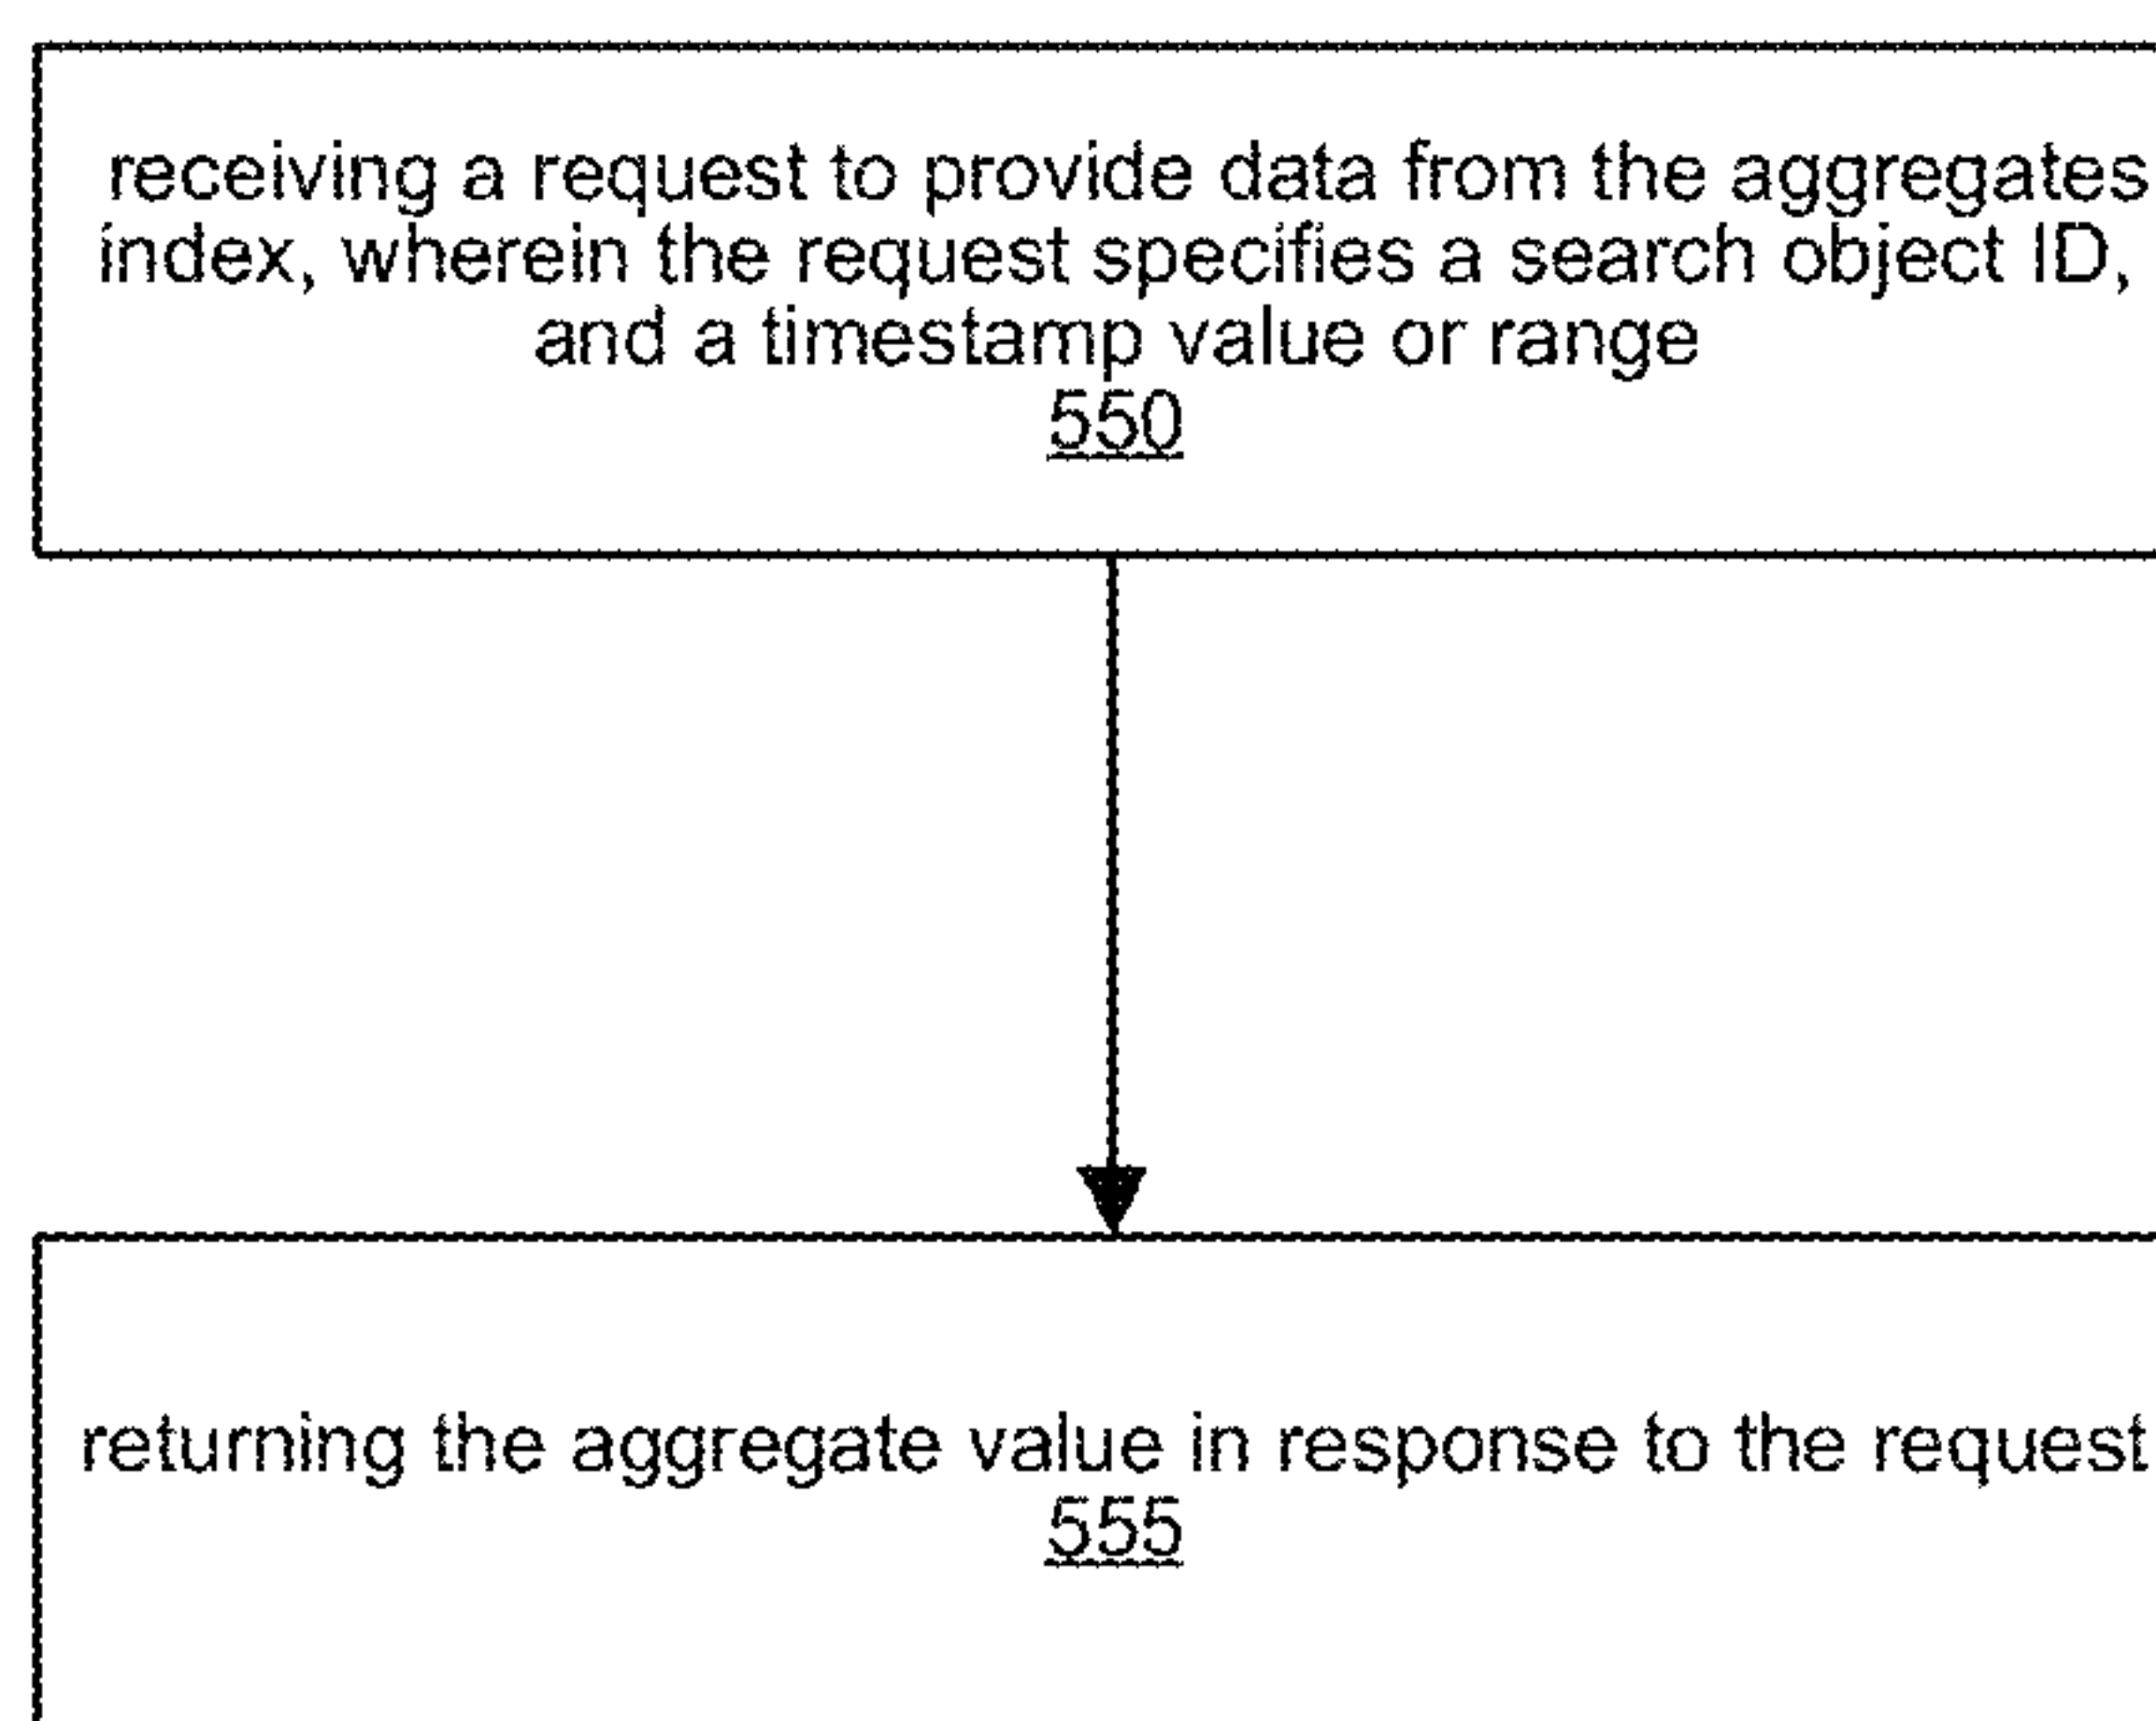 receiving a request to provide data from the aggregates
index, wherein the request specifies a search object ID,
and a timestamp value or range
550
returning the aggregate value in response to the request
555